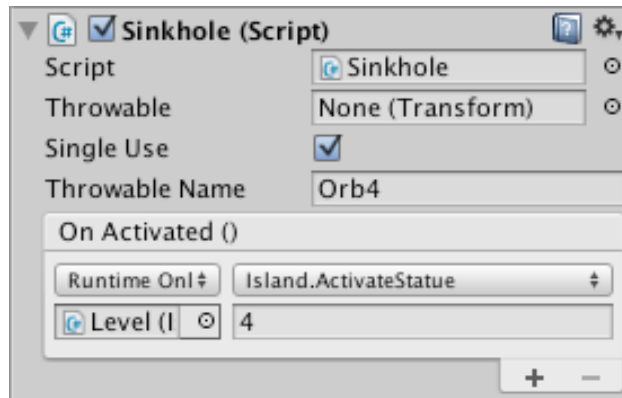 Sinkhole (Script)
Script Sinkhole
Throwable None (Transform)
Single Use
Throwable Name Orb4
On Activated ()
Runtime Onl Island.ActivateStatue
Level (I 4